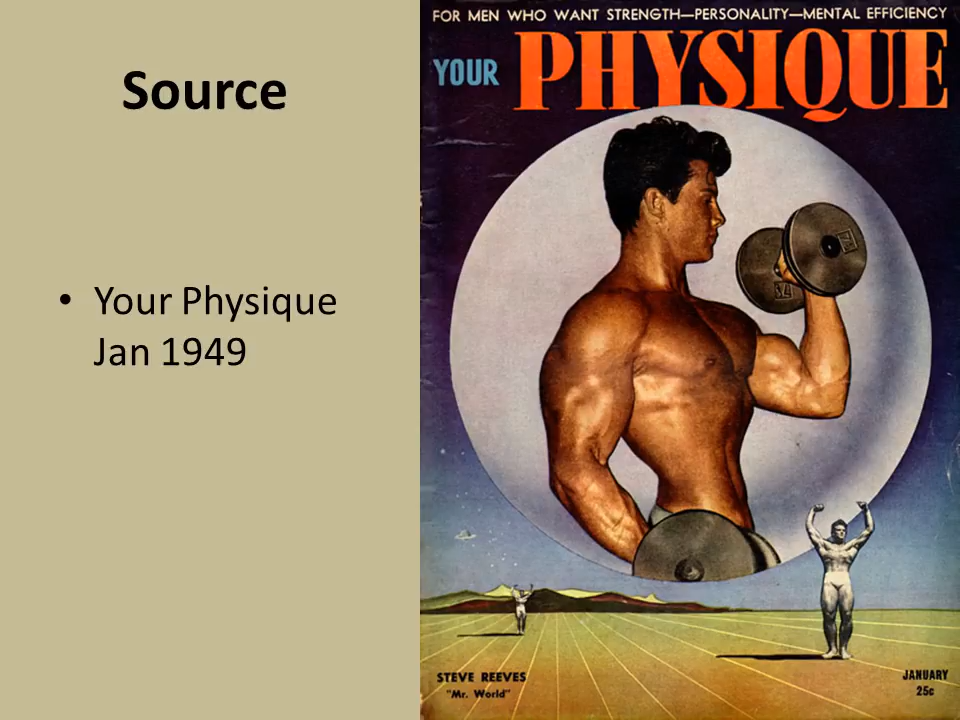 Source
• Your Physique
Jan 1949
FOR MEN WHO WANT STRENGTH—PERSONALITY—MENTAL EFFICIENCY
YOUR PHYSIQUE
STEVE REEVES
"Mr. World"
JANUARY
25c